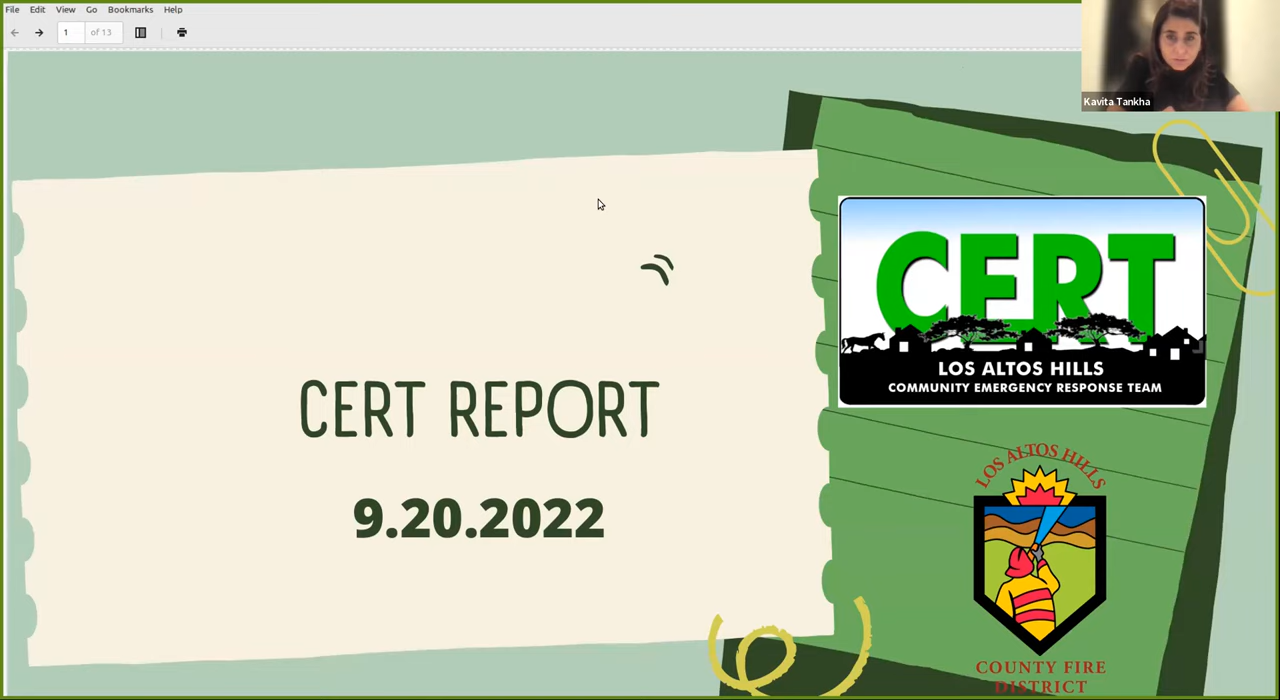 File Edit View Go Bookmarks Help
1 of 13
Kavita Tankha
CERT
LOS ALTOS HILLS
COMMUNITY EMERGENCY RESPONSE TEAM
CERT REPORT
9.20.2022
LOS ALTOS HILLS
COUNTY FIRE
DISTRICT